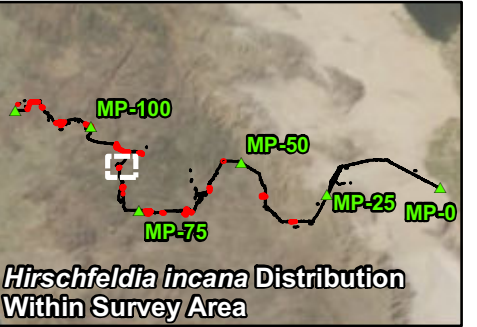 MP-100
MP-50
MP-25
MP-0
MP-75
Hirschfeldia incana Distribution
Within Survey Area